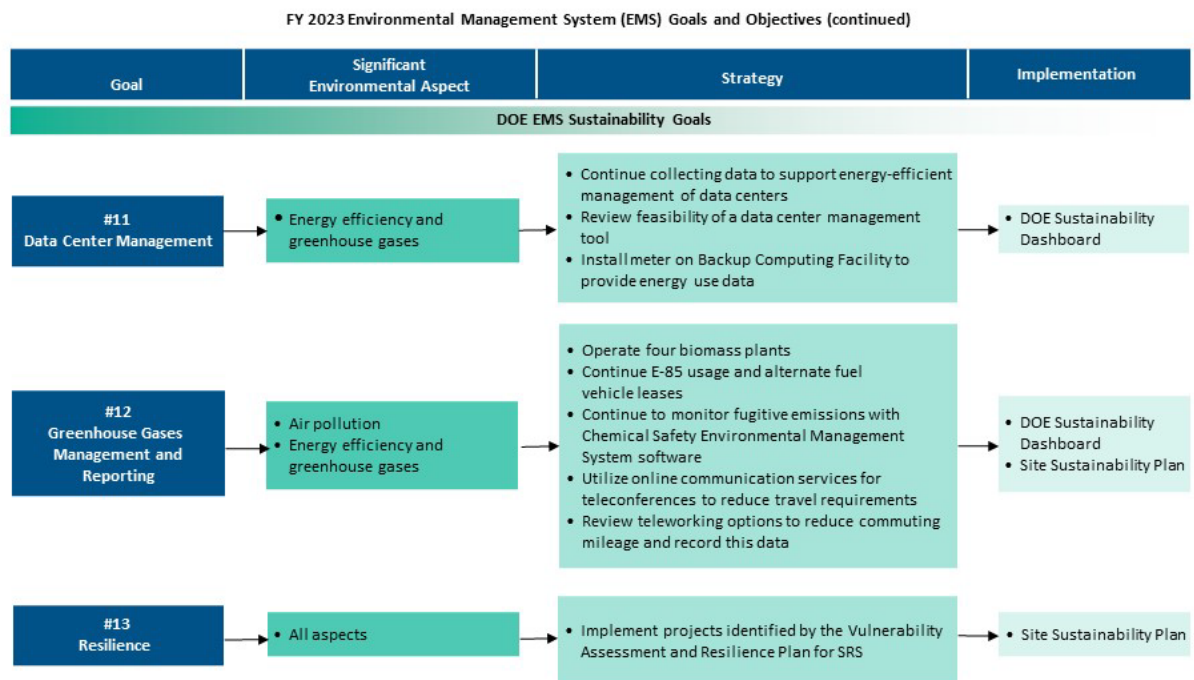 FY 2023 Environmental Management System (EMS) Goals and Objectives (continued)
Goal
Significant
Environmental Aspect
Strategy
Implementation
DOE EMS Sustainability Goals
#11
Data Center Management
• Energy efficiency and
greenhouse gases
• Continue collecting data to support energy-efficient
management of data centers
• Review feasibility of a data center management
tool
• Install meter on Backup Computing Facility to
provide energy use data
• DOE Sustainability
Dashboard
#12
Greenhouse Gases
Management and
Reporting
• Air pollution
• Energy efficiency and
greenhouse gases
• Operate four biomass plants
• Continue E-85 usage and alternate fuel
vehicle leases
• Continue to monitor fugitive emissions with
Chemical Safety Environmental Management
System software
• Utilize online communication services for
teleconferences to reduce travel requirements
• Review teleworking options to reduce commuting
mileage and record this data
• DOE Sustainability
Dashboard
• Site Sustainability Plan
#13
Resilience
• All aspects
• Implement projects identified by the Vulnerability
Assessment and Resilience Plan for SRS
• Site Sustainability Plan